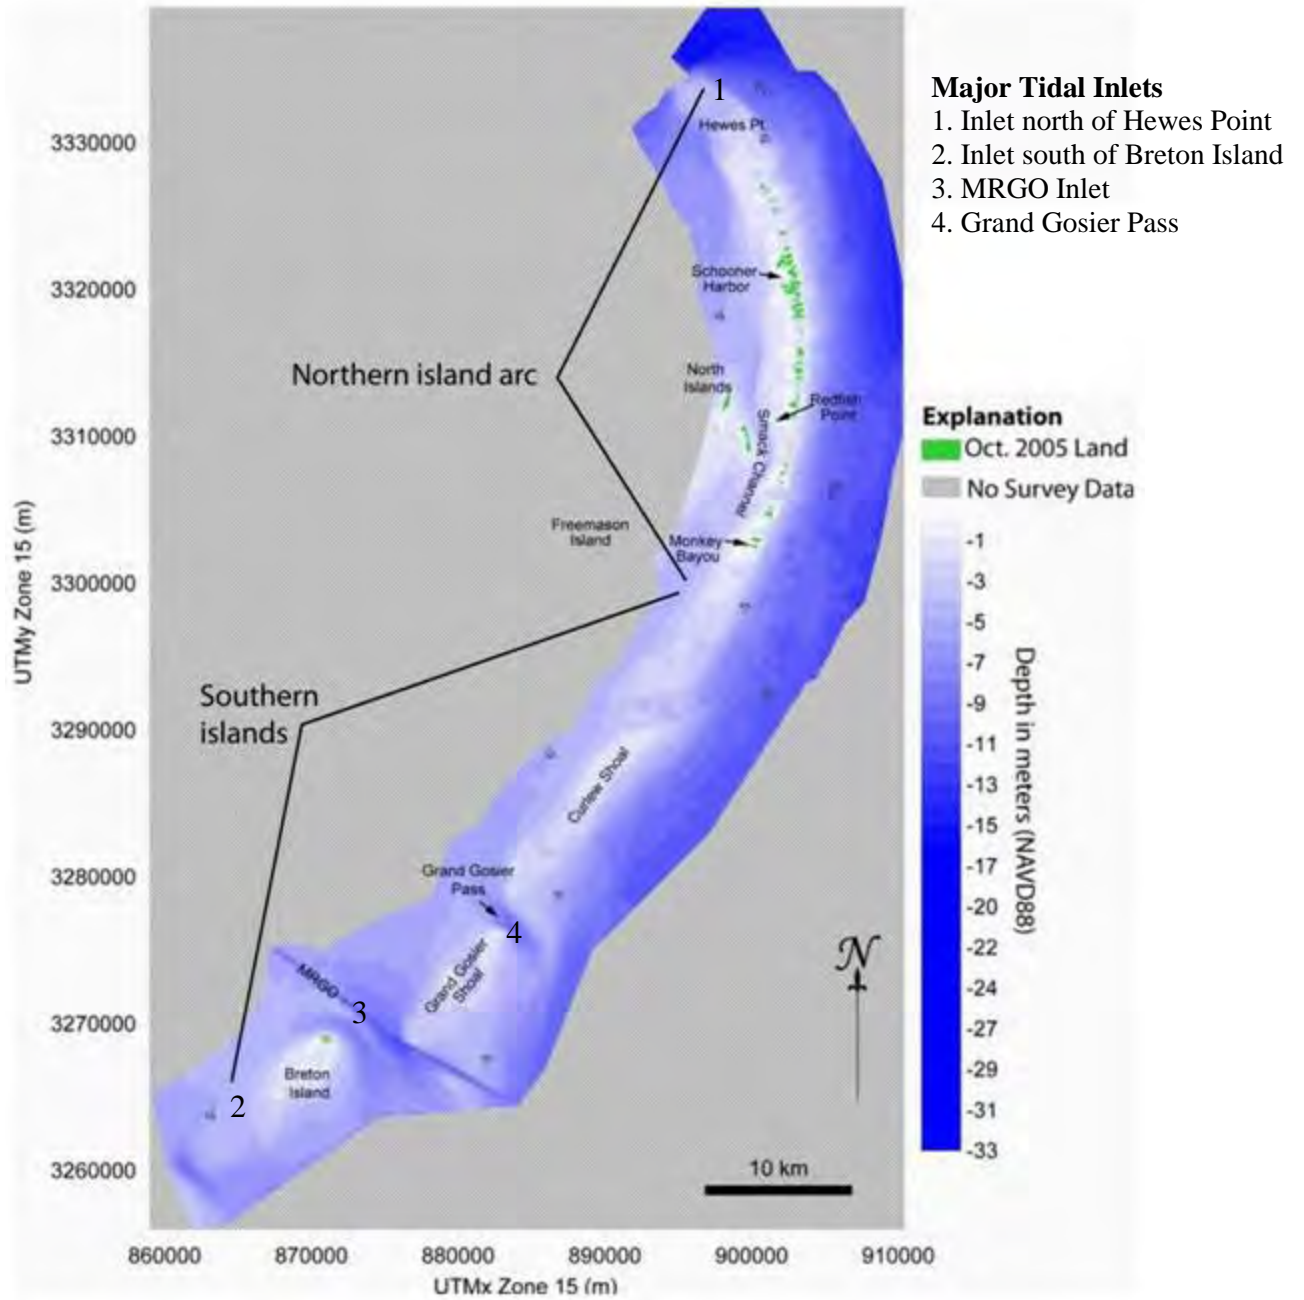 Major Tidal Inlets
1. Inlet north of Hewes Point
2. Inlet south of Breton Island
3. MRGO Inlet
4. Grand Gosier Pass
1
Hewes Pt.
3330000
3320000
3310000
3300000
3290000
3280000
3270000
3260000
UTMy Zone 15 (m)
Schooner
Harbor
Northern island arc
North
Islands
Redfish
Point
Smack Channel
Freemason
Island
Monkey
Bayou
Southern
islands
Curlew Shoal
Grand Gosier
Pass
4
Grand Gosier
Shoal
MRGO
3
Breton
Island
2
Explanation
Oct. 2005 Land
No Survey Data
-1
-3
-5
-7
-9
-11
-13
-15
-17
-20
-22
-24
-27
-29
-31
-33
Depth in meters (NAVD88)
N
10 km
860000
870000
880000
890000
900000
910000
UTMx Zone 15 (m)